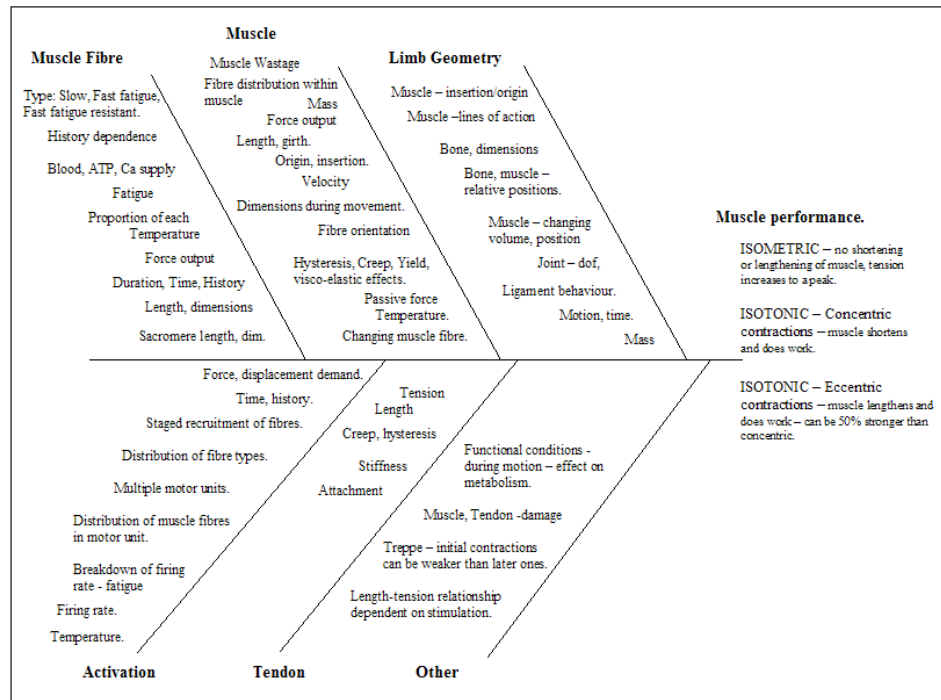 Muscle Fibre
Type: Slow, Fast fatigue,
Fast fatigue resistant.
History dependence
Blood, ATP, Ca supply
Fatigue
Proportion of each
Temperature
Force output
Duration, Time, History
Length, dimensions
Sacromere length, dim.
Muscle
Muscle Wastage
Fibre distribution within
muscle
Mass
Force output
Length, girth.
Origin, insertion.
Velocity
Dimensions during movement.
Fibre orientation
Hysteresis, Creep, Yield,
visco-elastic effects.
Passive force
Temperature.
Changing muscle fibre.
Limb Geometry
Muscle – insertion/origin
Muscle –lines of action
Bone, dimensions
Bone, muscle –
relative positions.
Muscle – changing
volume, position
Joint – dof,
Ligament behaviour.
Motion, time.
Mass
Muscle performance.
ISOMETRIC – no shortening
or lengthening of muscle, tension
increases to a peak.
ISOTONIC – Concentric
contractions – muscle shortens
and does work.
ISOTONIC – Eccentric
contractions – muscle lengthens and
does work – can be 50% stronger than
concentric.
Force, displacement demand.
Time, history.
Staged recruitment of fibres.
Distribution of fibre types.
Multiple motor units.
Distribution of muscle fibres
in motor unit.
Breakdown of firing
rate - fatigue
Firing rate.
Temperature.
Activation
Tension
Length
Creep, hysteresis
Stiffness
Attachment
Tendon
Functional conditions -
during motion – effect on
metabolism.
Muscle, Tendon -damage
Treppe – initial contractions
can be weaker than later ones.
Length-tension relationship
dependent on stimulation.
Other